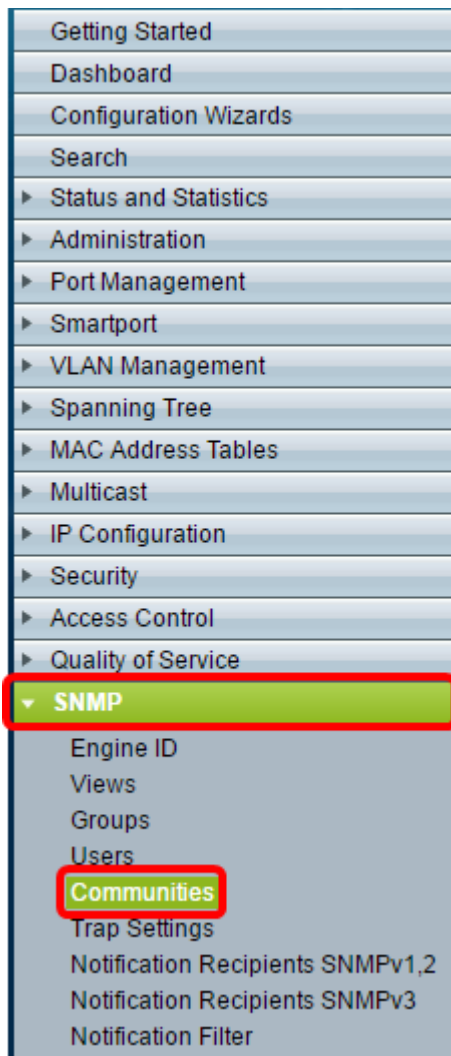 Getting Started
Dashboard
Configuration Wizards
Search
Status and Statistics
Administration
Port Management
Smartport
VLAN Management
Spanning Tree
MAC Address Tables
Multicast
IP Configuration
Security
Access Control
Quality of Service
SNMP
Engine ID
Views
Groups
Users
Communities
Trap Settings
Notification Recipients SNMPv1,2
Notification Recipients SNMPv3
Notification Filter